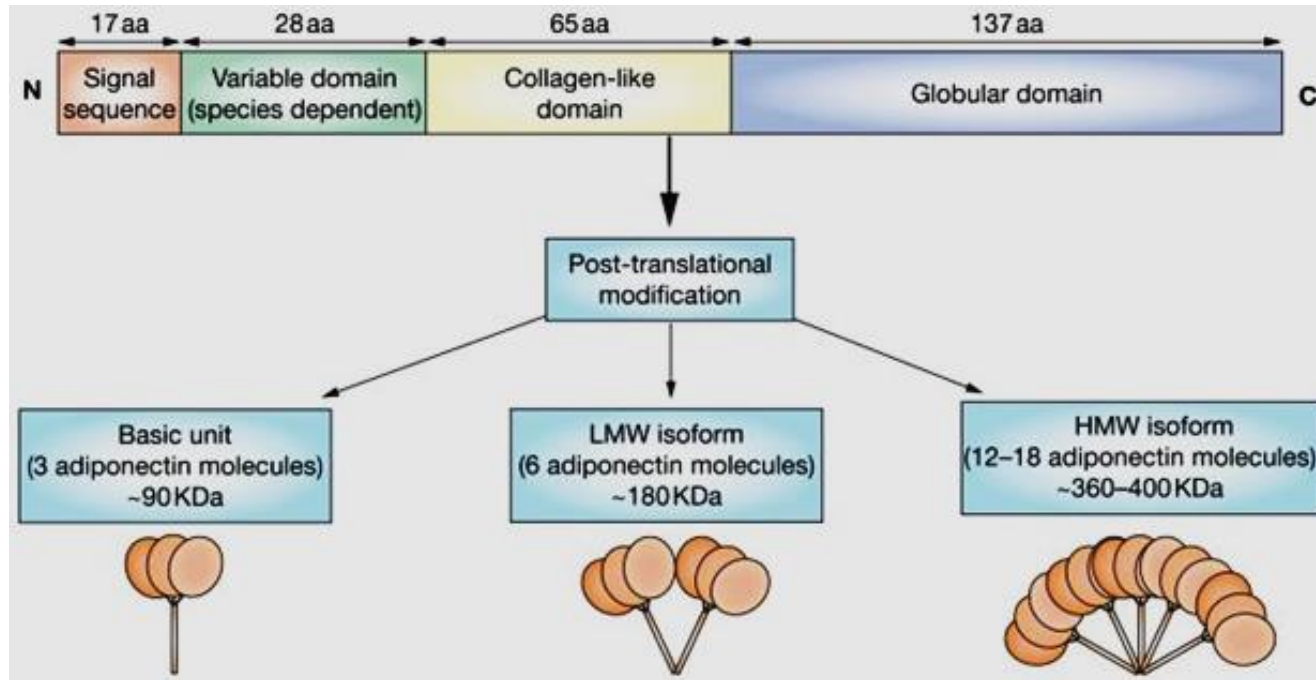 17aa 28aa 65aa 137aa
N
Signal
sequence
Variable domain
(species dependent)
Collagen-like
domain
Globular domain
C
Post-translational
modification
Basic unit
(3 adiponectin molecules)
~90KDa
LMW isoform
(6 adiponectin molecules)
~180KDa
HMW isoform
(12–18 adiponectin molecules)
~360–400KDa